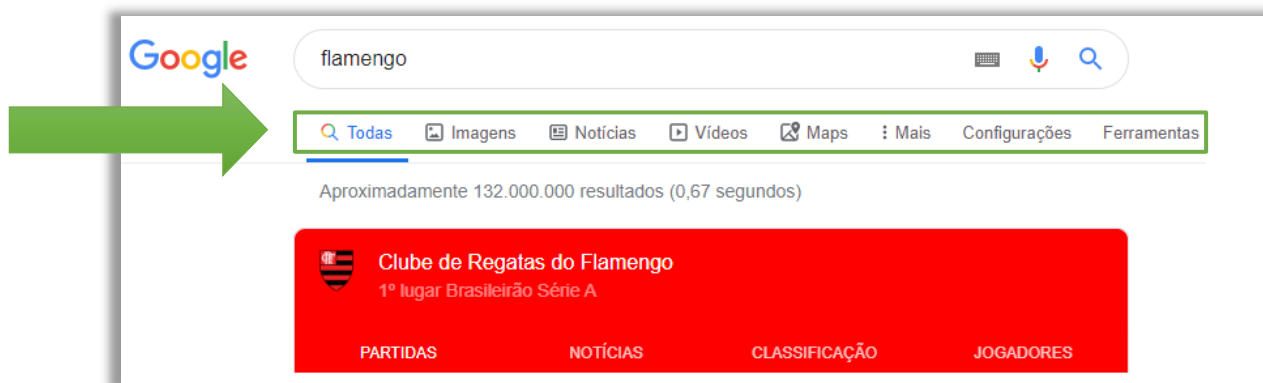 Google flamengo
Todas Imagens Notícias Vídeos Maps Mais Configurações Ferramentas
Aproximadamente 132.000.000 resultados (0,67 segundos)
Clube de Regatas do Flamengo
1º lugar Brasileirão Série A
PARTIDAS NOTÍCIAS CLASSIFICAÇÃO JOGADORES